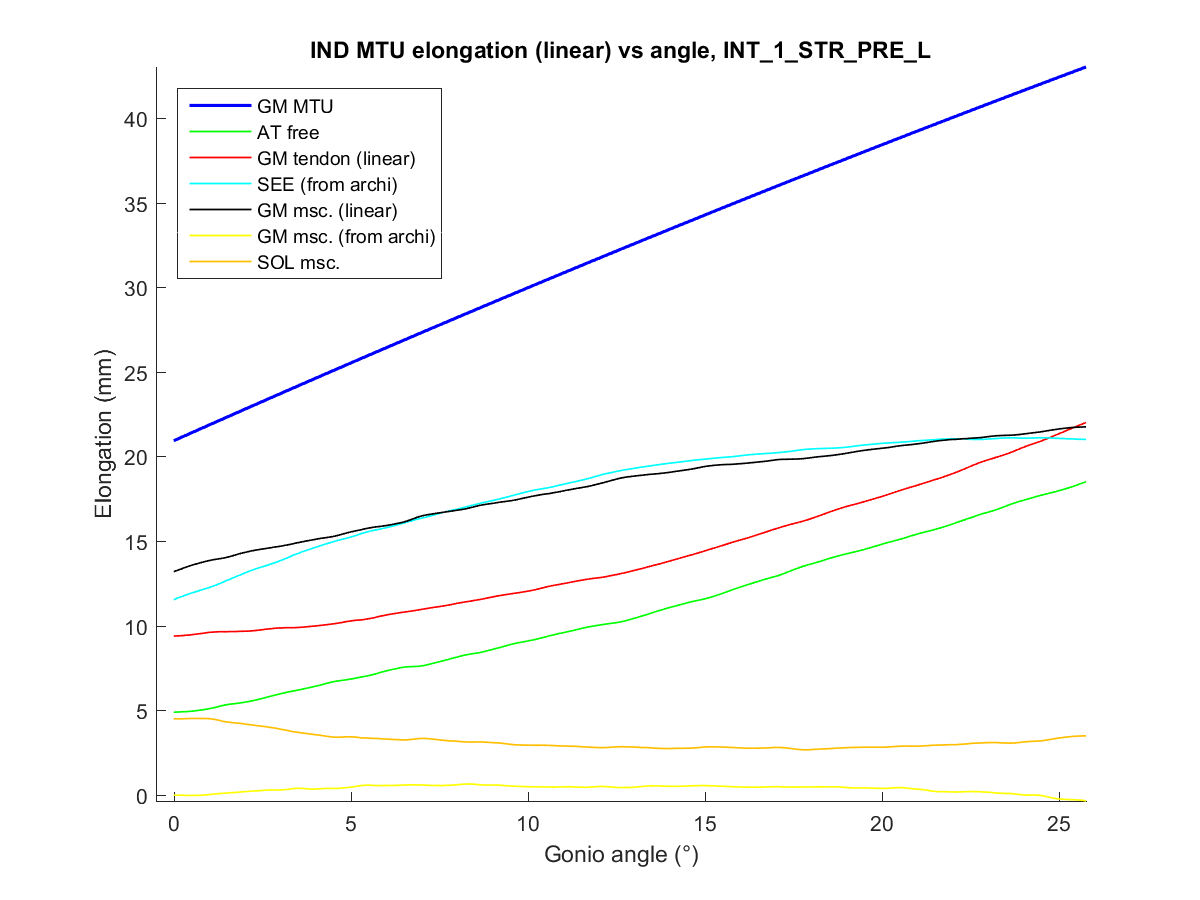 IND MTU elongation (linear) vs angle, INT_1_STR_PRE_L
GM MTU
AT free
GM tendon (linear)
SEE (from archi)
GM msc. (linear)
GM msc. (from archi)
SOL msc.
Elongation (mm)
40
35
30
25
20
15
10
5
0
0 5 10 15 20 25
Gonio angle (°)